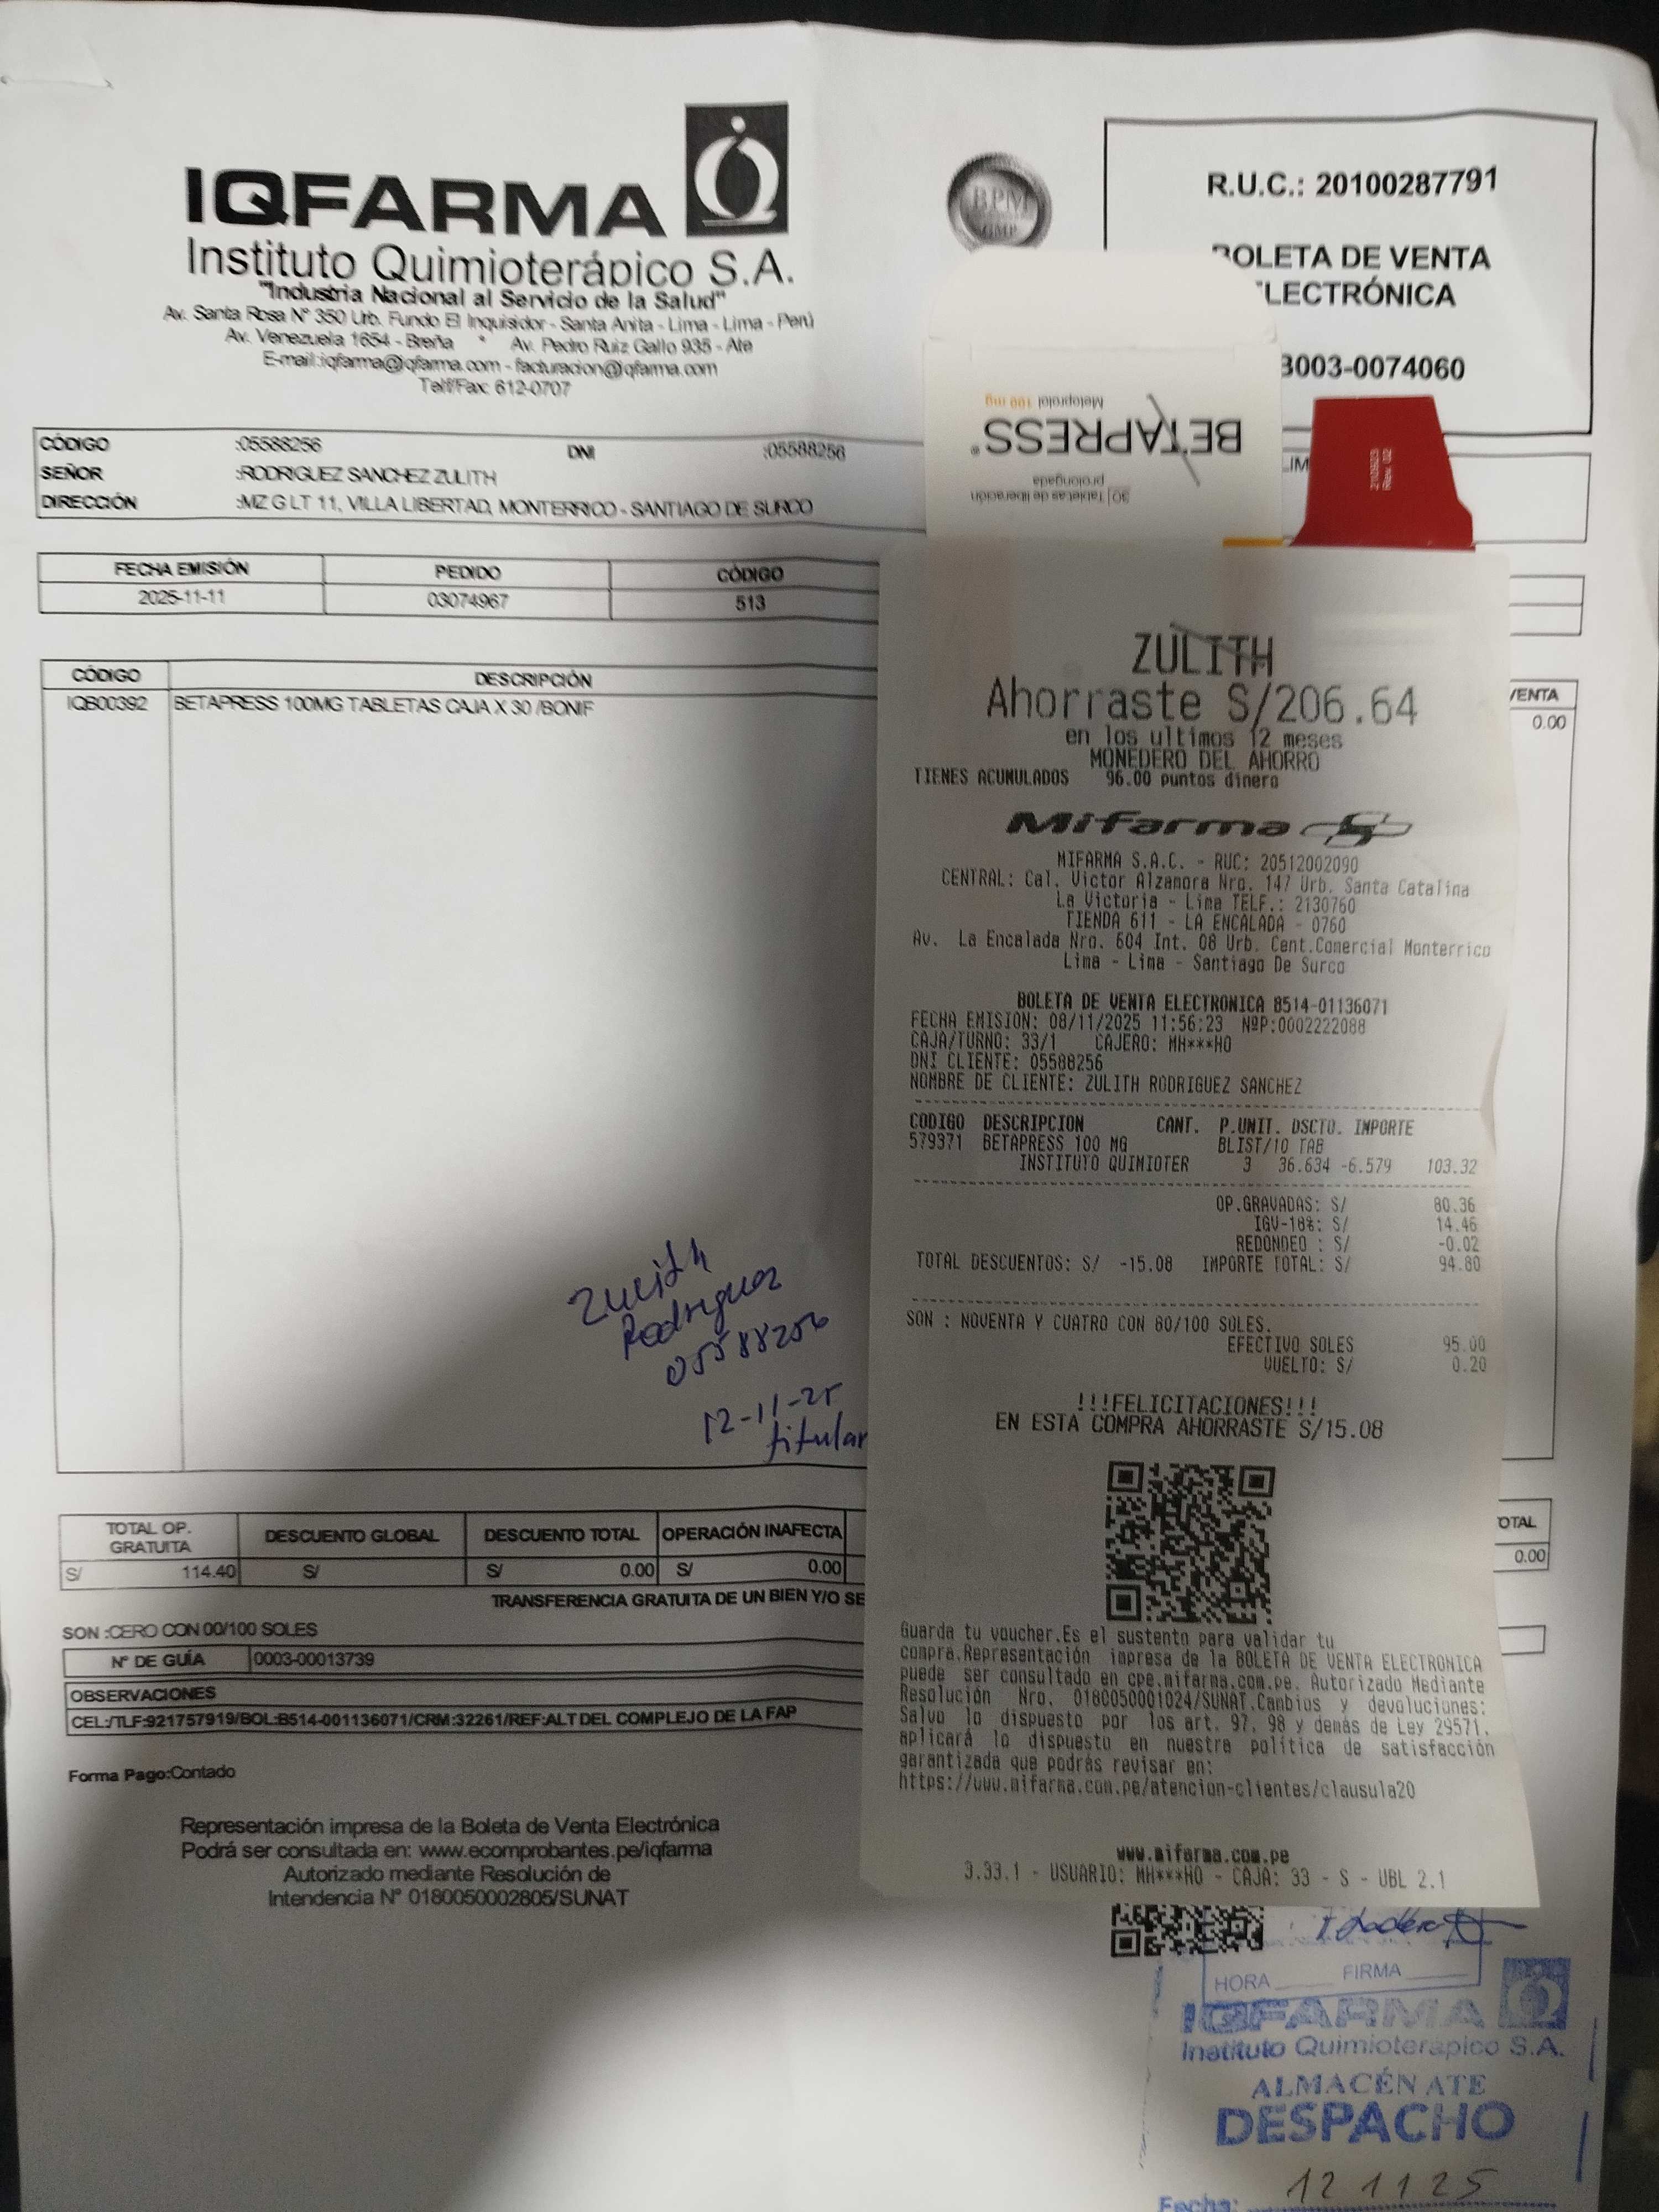 IQFARMA
Instituto Quimioterápico S.A.
"Industria Nacional al Servicio de la Salud"
Av. Santa Rosa N° 350 Urb. Fundo El Inquisidor - Santa Anita - Lima - Lima - Perú
Av. Venezuela 1654 - Breña * Av. Pedro Ruiz Gallo 935 - Ate
E-mail:iqfarma@iqfarma.com - facturacion@iqfarma.com
Telf/Fax: 612-0707
BPM
GMP
R.U.C.: 20100287791
BOLETA DE VENTA
ELECTRÓNICA
B003-0074060
CÓDIGO :05588256 DNI :05588256
SEÑOR :RODRIGUEZ SANCHEZ ZULITH
DIRECCIÓN :MZ G LT 11, VILLA LIBERTAD, MONTERRICO - SANTIAGO DE SURCO
FECHA EMISIÓN PEDIDO CÓDIGO
2025-11-11 03074967 513
CÓDIGO DESCRIPCIÓN VENTA
IQB00392 BETAPRESS 100MG TABLETAS CAJA X 30 /BONIF 0.00
Zulith
Rodriguez
05588256
12-11-25
titular
TOTAL OP. GRATUITA DESCUENTO GLOBAL DESCUENTO TOTAL OPERACIÓN INAFECTA OTAL
S/ 114.40 S/ S/ 0.00 S/ 0.00 0.00
TRANSFERENCIA GRATUITA DE UN BIEN Y/O SE
SON :CERO CON 00/100 SOLES
N° DE GUÍA 0003-00013739
OBSERVACIONES
CEL:/TLF:921757919/BOL:B514-001136071/CRM:32261/REF:ALT DEL COMPLEJO DE LA FAP
Forma Pago:Contado
Representación impresa de la Boleta de Venta Electrónica
Podrá ser consultada en: www.ecomprobantes.pe/iqfarma
Autorizado mediante Resolución de
Intendencia N° 0180050002805/SUNAT
BETAPRESS®
Metoprolol 100 mg
30 Tabletas de liberación
prolongada
2110523
Rev. 02
ZULITH
Ahorraste S/206.64
en los ultimos 12 meses
MONEDERO DEL AHORRO
TIENES ACUMULADOS 96.00 puntos dinero
Mifarma
MIFARMA S.A.C. - RUC: 20512002090
CENTRAL: Cal. Victor Alzamora Nro. 147 Urb. Santa Catalina
La Victoria - Lima TELF.: 2130760
TIENDA 611 - LA ENCALADA - 0760
Av. La Encalada Nro. 604 Int. 08 Urb. Cent.Comercial Monterrico
Lima - Lima - Santiago De Surco
BOLETA DE VENTA ELECTRONICA B514-01136071
FECHA EMISION: 08/11/2025 11:56:23 NºP:0002222088
CAJA/TURNO: 33/1 CAJERO: MH***HO
DNI CLIENTE: 05588256
NOMBRE DE CLIENTE: ZULITH RODRIGUEZ SANCHEZ
CODIGO DESCRIPCION CANT. P.UNIT. DSCTO. IMPORTE
579371 BETAPRESS 100 MG BLIST/10 TAB
INSTITUTO QUIMIOTER 3 36.634 -6.579 103.32
OP.GRAVADAS: S/ 80.36
IGV-18%: S/ 14.46
REDONDEO : S/ -0.02
TOTAL DESCUENTOS: S/ -15.08 IMPORTE TOTAL: S/ 94.80
SON : NOVENTA Y CUATRO CON 80/100 SOLES.
EFECTIVO SOLES 95.00
VUELTO: S/ 0.20
!!!FELICITACIONES!!!
EN ESTA COMPRA AHORRASTE S/15.08
Guarda tu voucher.Es el sustento para validar tu
compra.Representación impresa de la BOLETA DE VENTA ELECTRONICA
puede ser consultado en cpe.mifarma.com.pe. Autorizado Mediante
Resolución Nro. 0180050001024/SUNAT.Cambios y devoluciones:
Salvo lo dispuesto por los art. 97, 98 y demás de Ley 29571,
aplicará lo dispuesto en nuestra política de satisfacción
garantizada que podrás revisar en:
https://www.mifarma.com.pe/atencion-clientes/clausula20
www.mifarma.com.pe
3.33.1 - USUARIO: MH***HO - CAJA: 33 - S - UBL 2.1
HORA FIRMA
IQFARMA
Instituto Quimioterápico S.A.
ALMACÉN ATE
DESPACHO
Fecha: 12 11 25